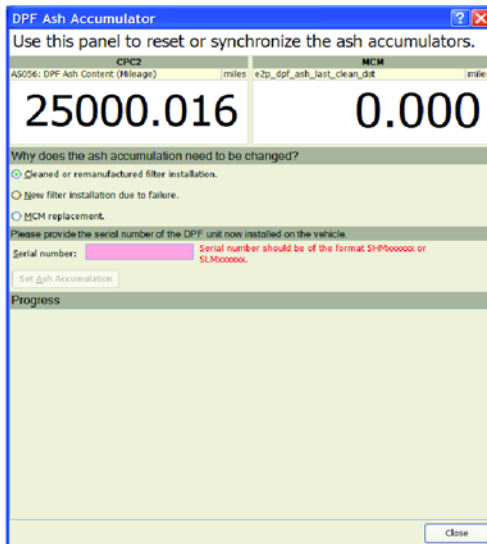 DPF Ash Accumulator
Use this panel to reset or synchronize the ash accumulators.
CPC2 MCM
AS056: DPF Ash Content (Mileage) miles e2p_dpf_ash_last_clean_dist mile
25000.016 0.000
Why does the ash accumulation need to be changed?
Cleaned or remanufactured filter installation.
New filter installation due to failure.
MCM replacement.
Please provide the serial number of the DPF unit now installed on the vehicle.
Serial number: Serial number should be of the format SHMxxxxxx or
SLMxxxxxx.
Set Ash Accumulation
Progress
Close